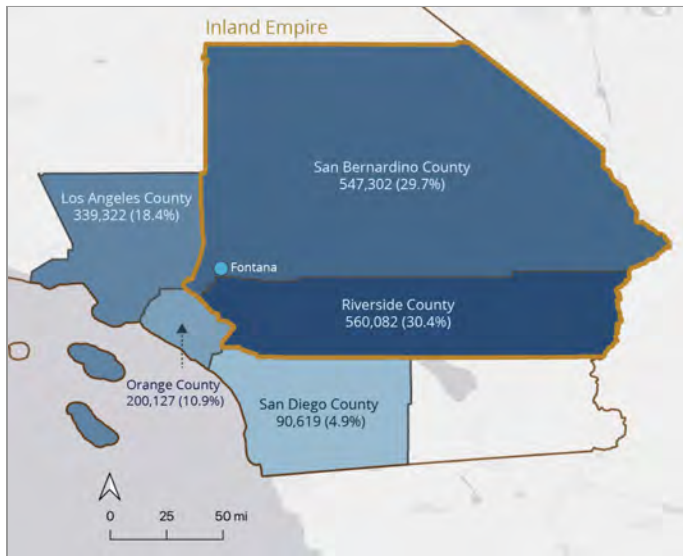 Inland Empire
San Bernardino County
547,302 (29.7%)
Los Angeles County
339,322 (18.4%)
Fontana
Riverside County
560,082 (30.4%)
Orange County
200,127 (10.9%)
San Diego County
90,619 (4.9%)
0 25 50 mi